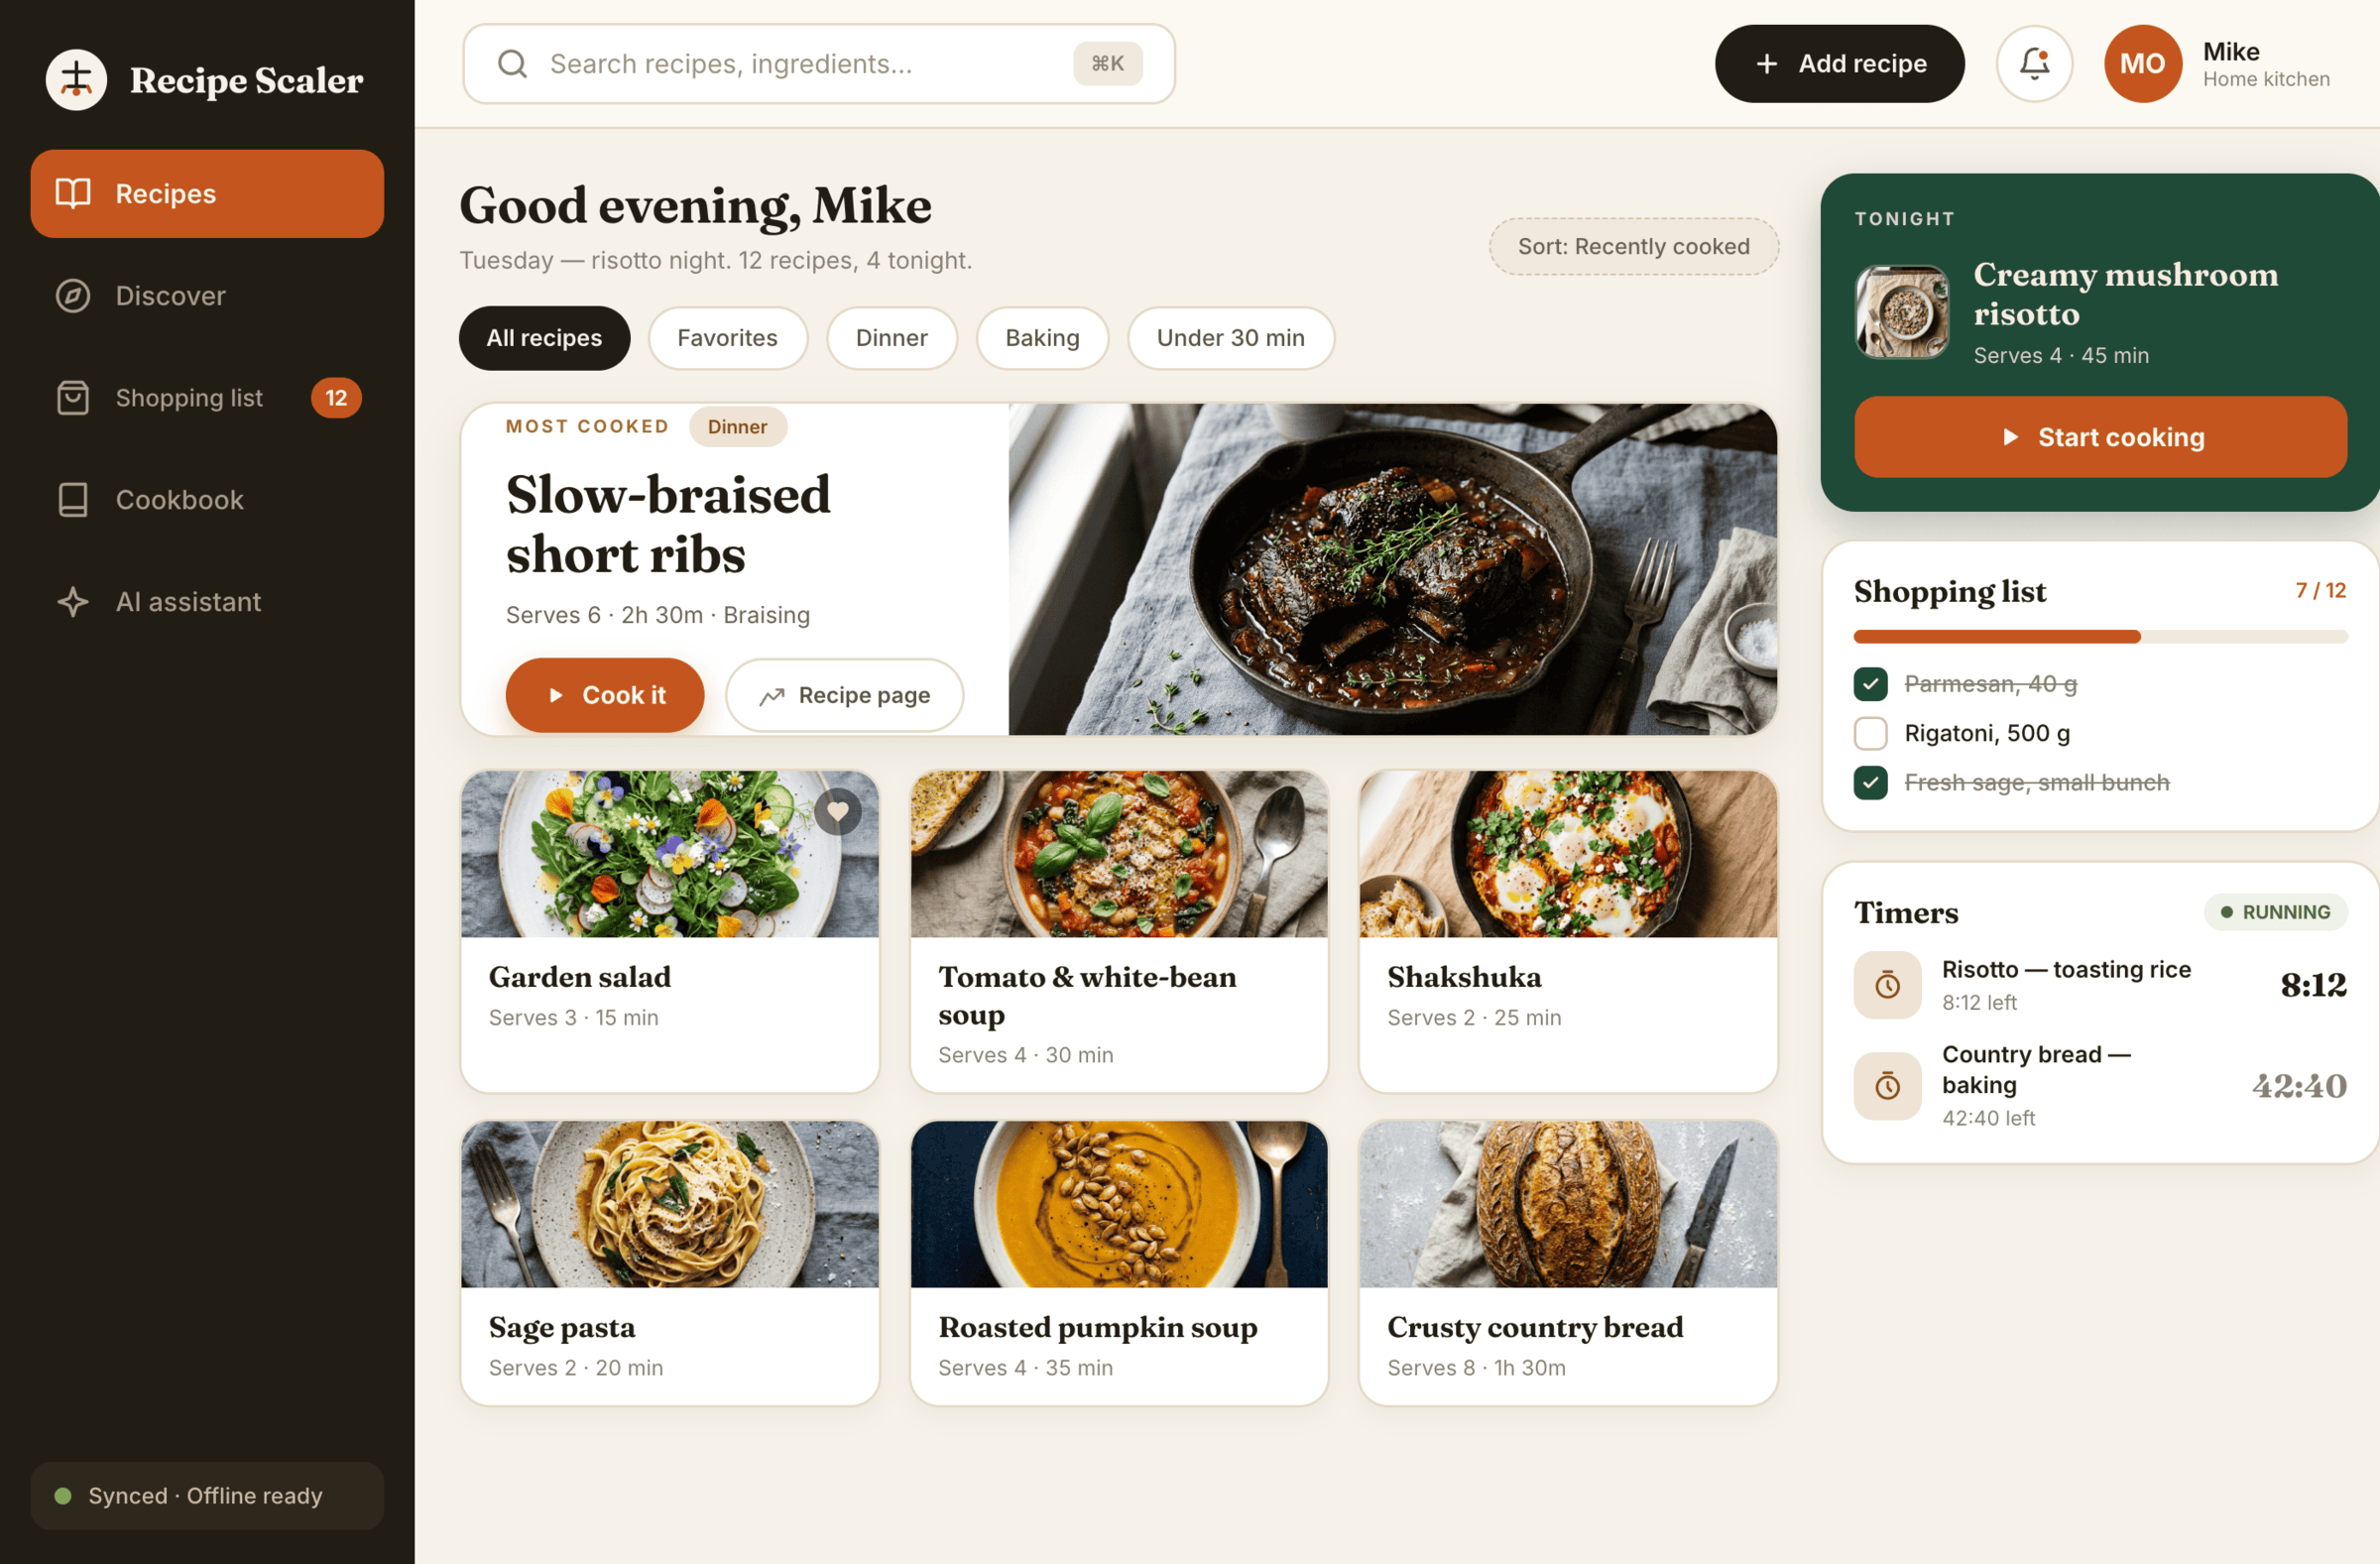 Recipe Scaler
Recipes
Discover
Shopping list 12
Cookbook
AI assistant
Synced · Offline ready
Search recipes, ingredients... ⌘K
+ Add recipe
MO
Mike
Home kitchen
Good evening, Mike
Tuesday — risotto night. 12 recipes, 4 tonight.
Sort: Recently cooked
All recipes
Favorites
Dinner
Baking
Under 30 min
MOST COOKED Dinner
Slow-braised
short ribs
Serves 6 · 2h 30m · Braising
Cook it
Recipe page
Garden salad
Serves 3 · 15 min
Tomato & white-bean
soup
Serves 4 · 30 min
Shakshuka
Serves 2 · 25 min
Sage pasta
Serves 2 · 20 min
Roasted pumpkin soup
Serves 4 · 35 min
Crusty country bread
Serves 8 · 1h 30m
TONIGHT
Creamy mushroom
risotto
Serves 4 · 45 min
Start cooking
Shopping list 7 / 12
Parmesan, 40 g
Rigatoni, 500 g
Fresh sage, small bunch
Timers RUNNING
Risotto — toasting rice
8:12 left
8:12
Country bread —
baking
42:40 left
42:40